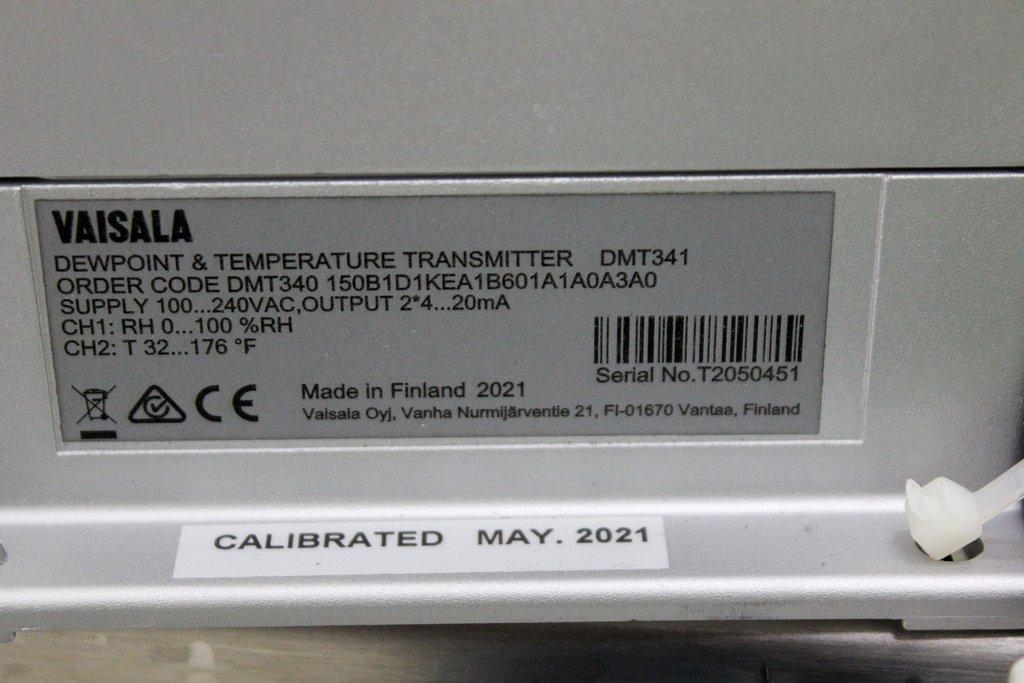 VAISALA
DEWPOINT & TEMPERATURE TRANSMITTER DMT341
ORDER CODE DMT340 150B1D1KEA1B601A1A0A3A0
SUPPLY 100...240VAC,OUTPUT 2*4...20mA
CH1: RH 0...100 %RH
CH2: T 32...176 °F
Serial No.T2050451
CE
Made in Finland 2021
Vaisala Oyj, Vanha Nurmijärventie 21, FI-01670 Vantaa, Finland
CALIBRATED MAY. 2021